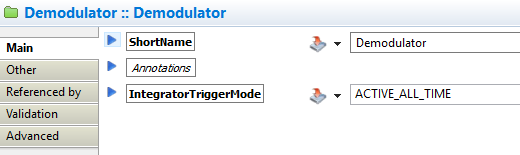 Demodulator :: Demodulator
Main
Other
Referenced by
Validation
Advanced
ShortName
Demodulator
Annotations
IntegratorTriggerMode
ACTIVE_ALL_TIME